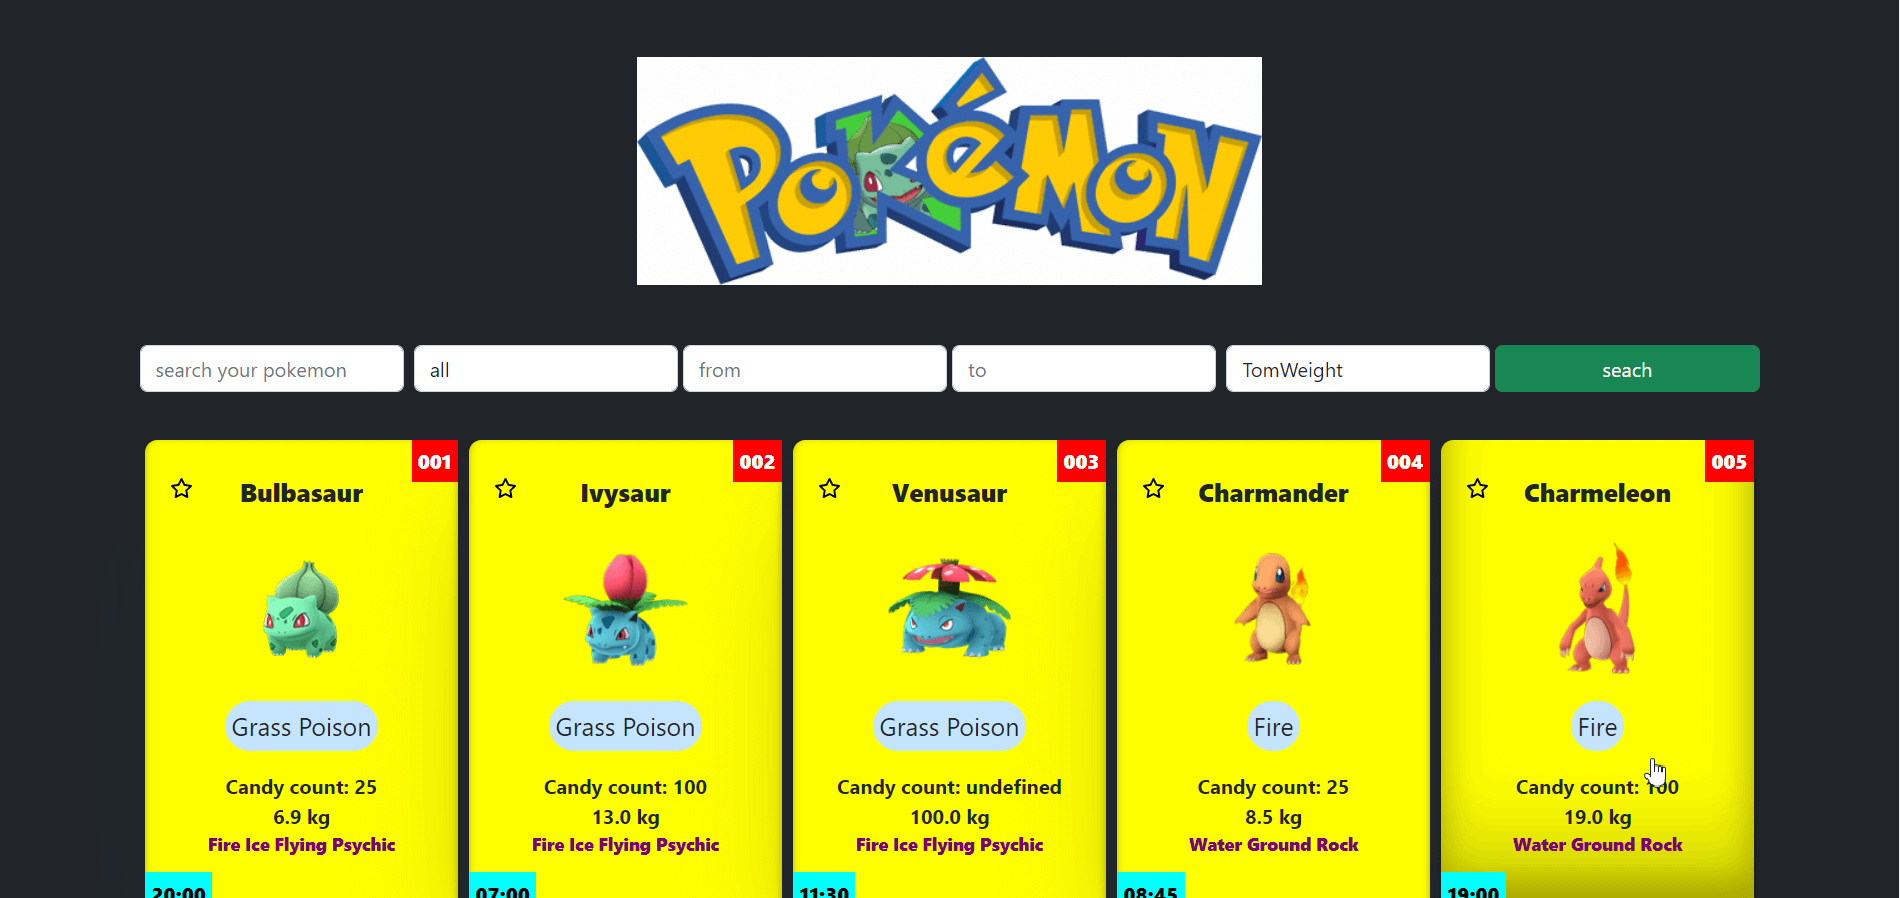 Pokémon
search your pokemon
all
from
to
TomWeight
seach
001
Bulbasaur
Grass Poison
Candy count: 25
6.9 kg
Fire Ice Flying Psychic
20:00
002
Ivysaur
Grass Poison
Candy count: 100
13.0 kg
Fire Ice Flying Psychic
07:00
003
Venusaur
Grass Poison
Candy count: undefined
100.0 kg
Fire Ice Flying Psychic
11:30
004
Charmander
Fire
Candy count: 25
8.5 kg
Water Ground Rock
08:45
005
Charmeleon
Fire
Candy count: 100
19.0 kg
Water Ground Rock
19:00